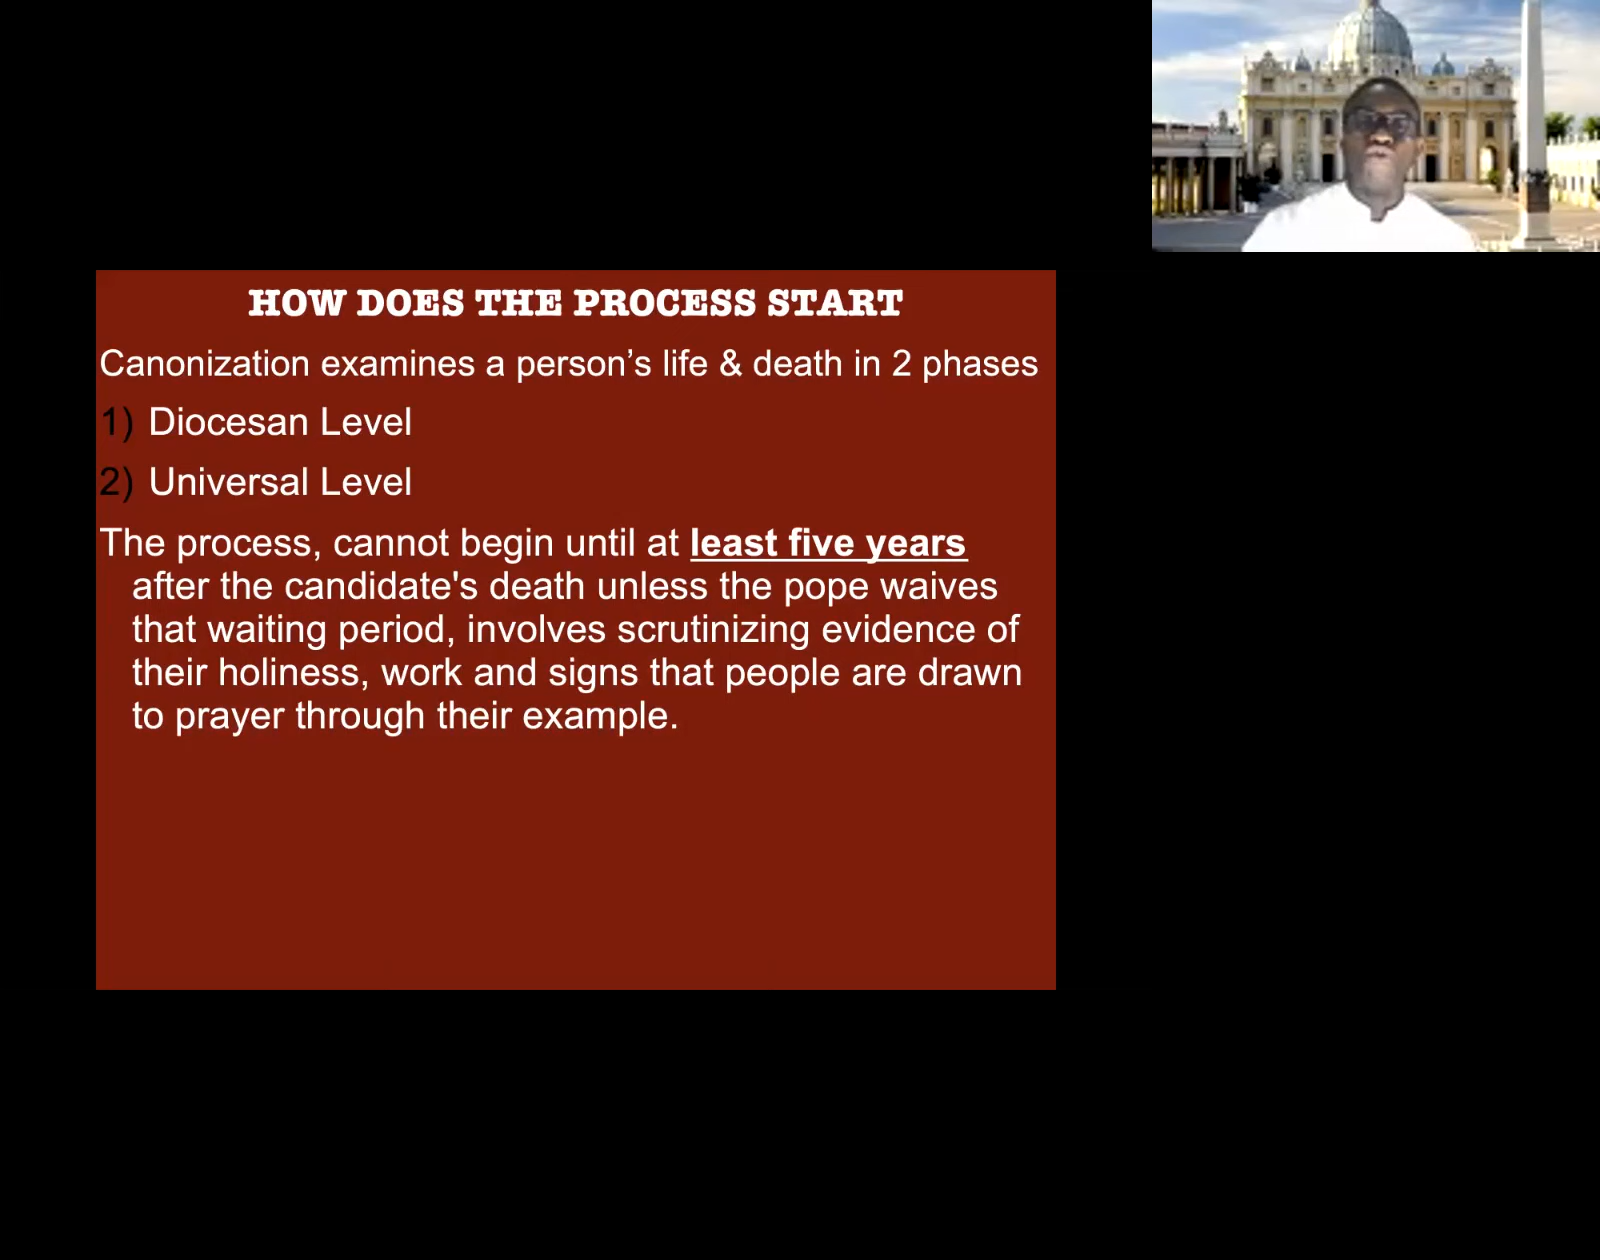 HOW DOES THE PROCESS START
Canonization examines a person’s life & death in 2 phases
1) Diocesan Level
2) Universal Level
The process, cannot begin until at least five years
after the candidate's death unless the pope waives
that waiting period, involves scrutinizing evidence of
their holiness, work and signs that people are drawn
to prayer through their example.